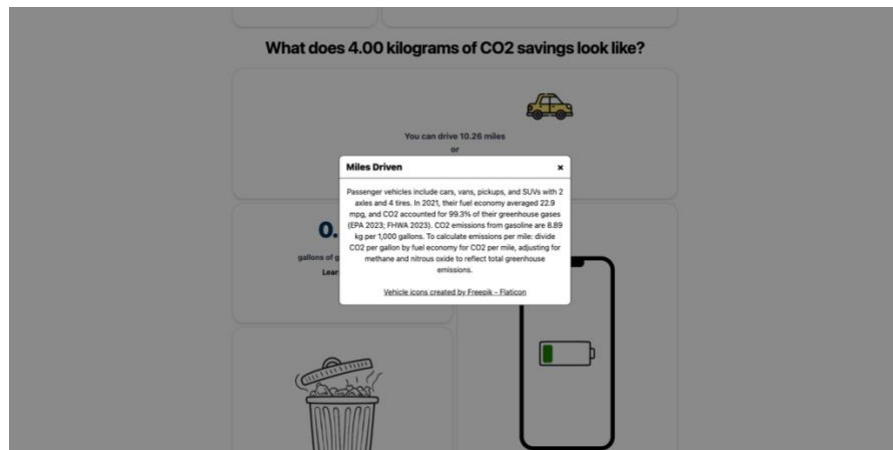 What does 4.00 kilograms of CO2 savings look like?
You can drive 10.26 miles
or
Miles Driven
×
Passenger vehicles include cars, vans, pickups, and SUVs with 2
axles and 4 tires. In 2021, their fuel economy averaged 22.9
mpg, and CO2 accounted for 99.3% of their greenhouse gases
(EPA 2023; FHWA 2023). CO2 emissions from gasoline are 8.89
kg per 1,000 gallons. To calculate emissions per mile: divide
CO2 per gallon by fuel economy for CO2 per mile, adjusting for
methane and nitrous oxide to reflect total greenhouse
emissions.
Vehicle icons created by Freepik - Flaticon
0.
gallons of g
Lear